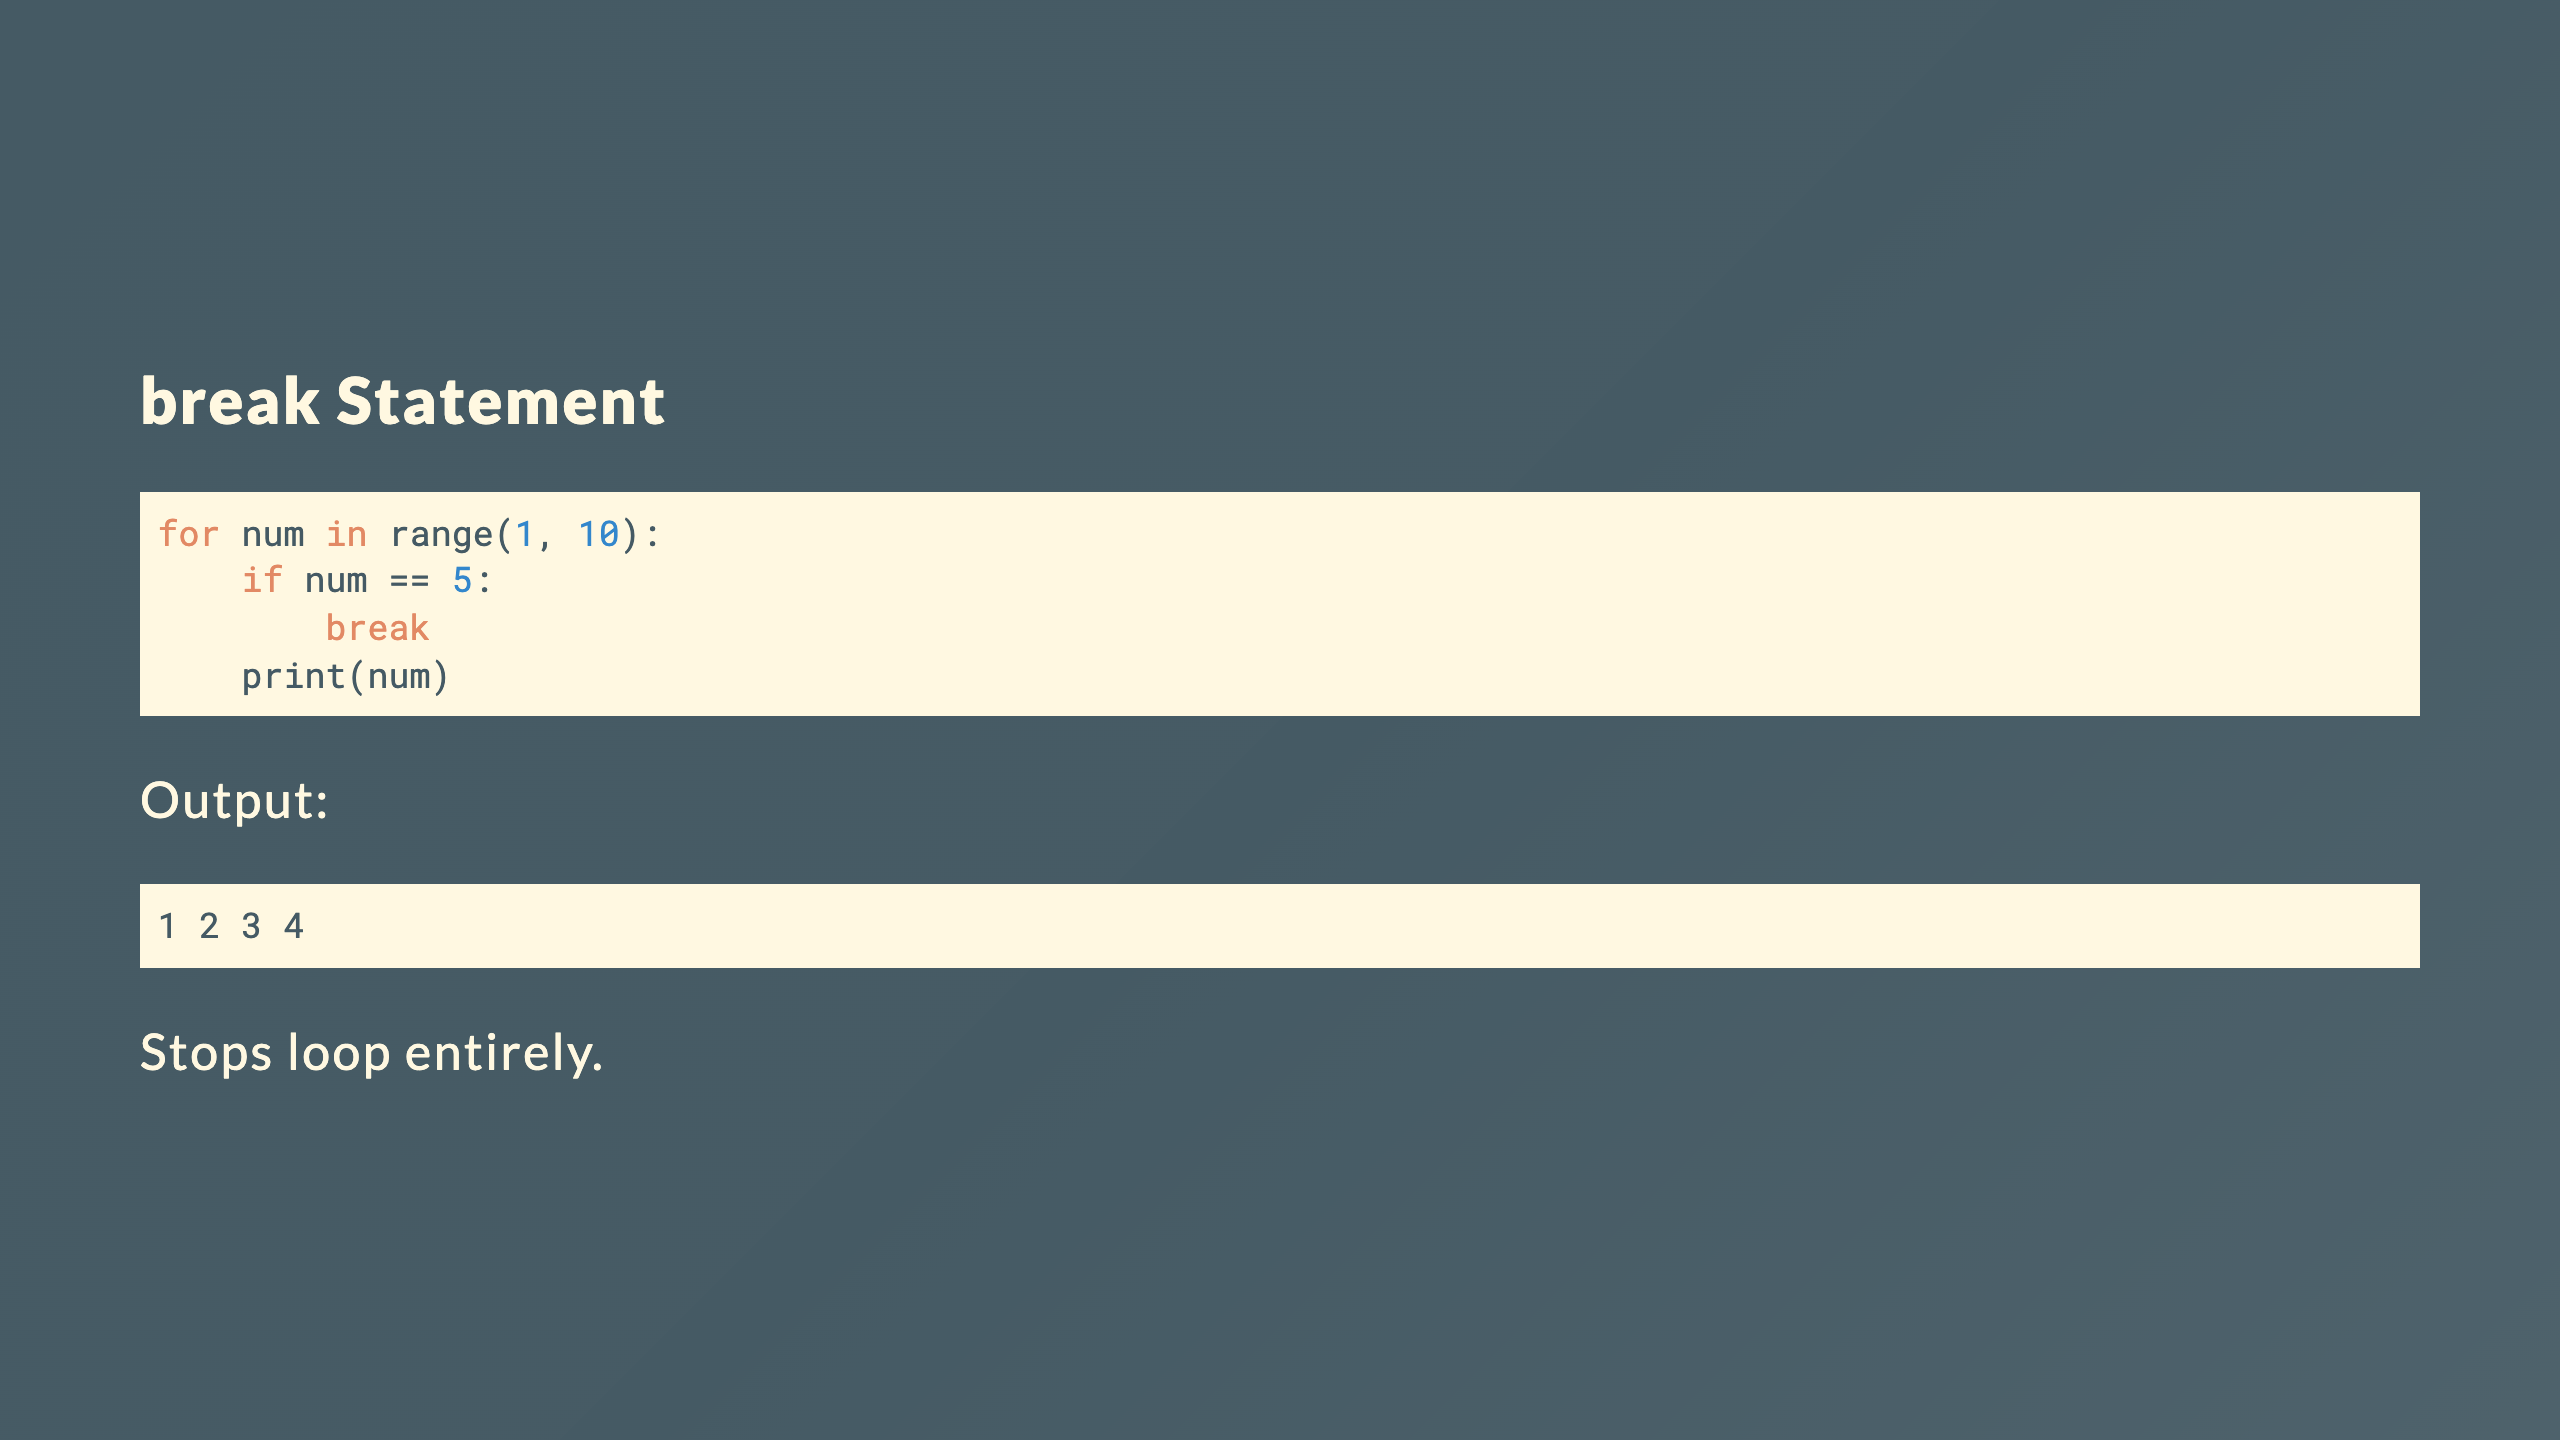 break Statement
for num in range(1, 10):
    if num == 5:
        break
    print(num)
Output:
1 2 3 4
Stops loop entirely.